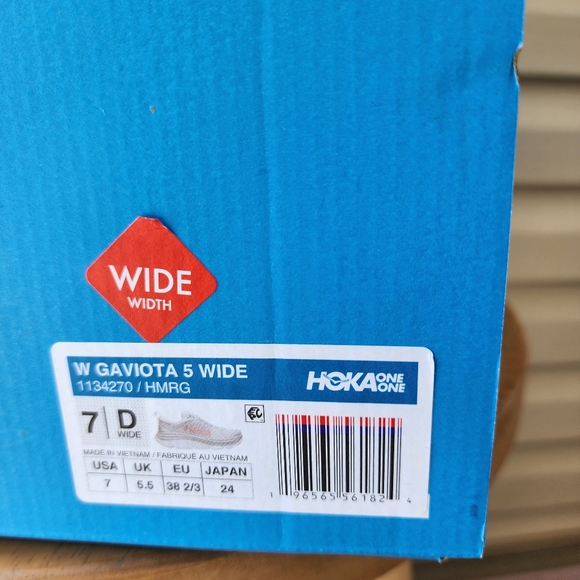 WIDE
WIDTH
W GAVIOTA 5 WIDE
1134270 / HMRG
HOKA ONE ONE
7 D WIDE
MADE IN VIETNAM / FABRIQUÉ AU VIETNAM
USA UK EU JAPAN
7 5.5 38 2/3 24
1 96565 56182 4